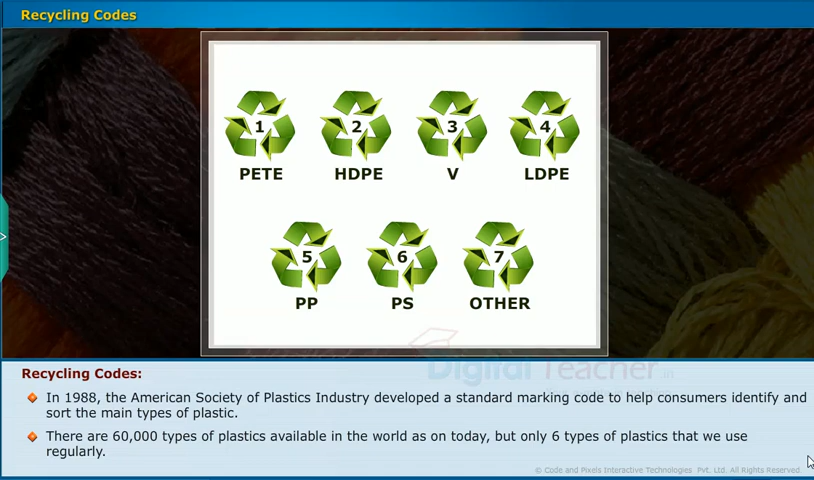 Recycling Codes
1 2 3 4
PETE HDPE V LDPE
5 6 7
PP PS OTHER
Recycling Codes:
In 1988, the American Society of Plastics Industry developed a standard marking code to help consumers identify and
sort the main types of plastic.
Digital Teacher.in
There are 60,000 types of plastics available in the world as on today, but only 6 types of plastics that we use
regularly.
© Code and Pixels Interactive Technologies Pvt. Ltd. All Rights Reserved.